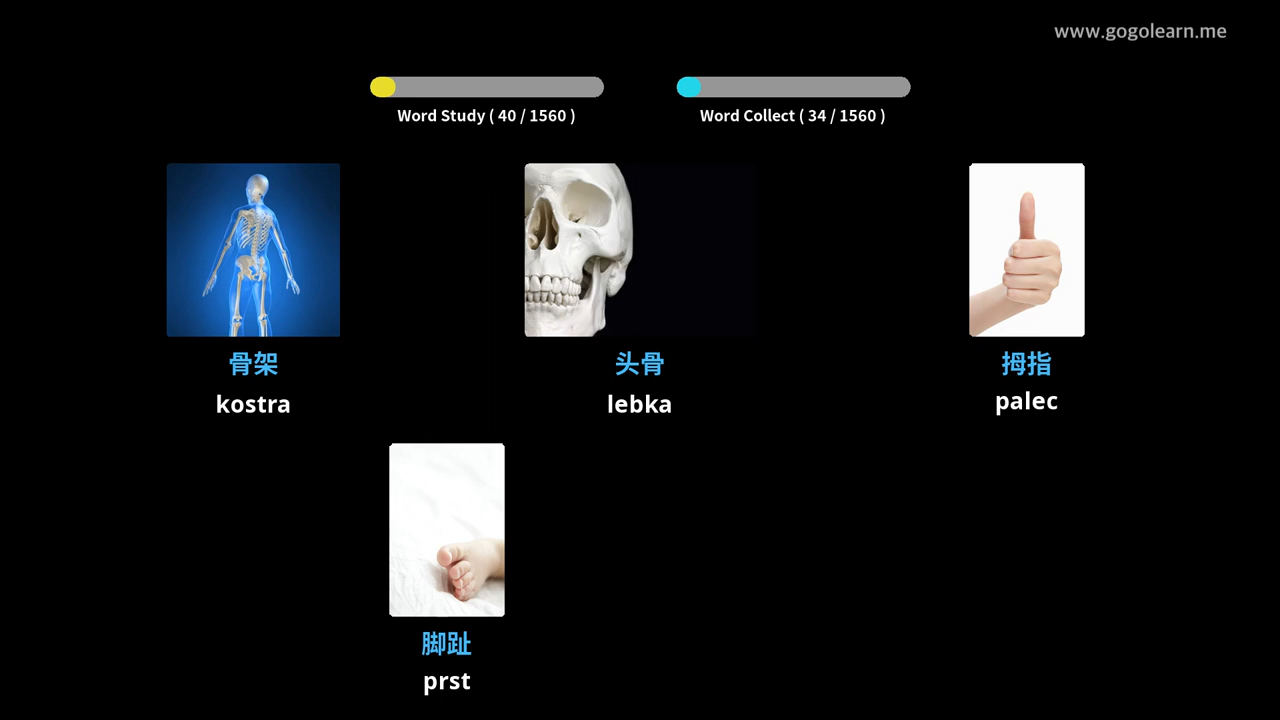 www.gogolearn.me
Word Study ( 40 / 1560 )
Word Collect ( 34 / 1560 )
骨架
头骨
拇指
kostra
lebka
palec
脚趾
prst